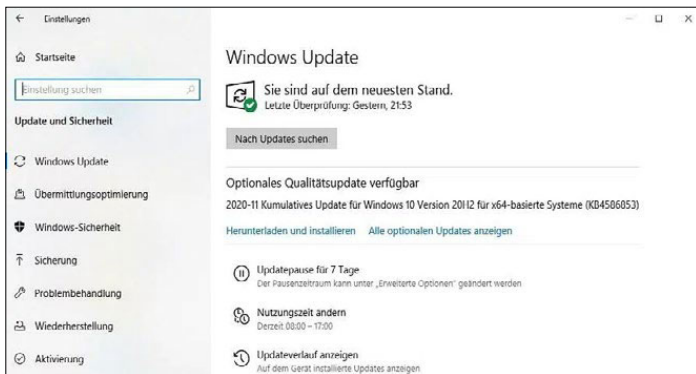 Einstellungen
Startseite
Einstellung suchen
Update und Sicherheit
Windows Update
Übermittlungsoptimierung
Windows-Sicherheit
Sicherung
Problembehandlung
Wiederherstellung
Aktivierung
Windows Update
Sie sind auf dem neuesten Stand.
Letzte Überprüfung: Gestern, 21:53
Nach Updates suchen
Optionales Qualitätsupdate verfügbar
2020-11 Kumulatives Update für Windows 10 Version 20H2 für x64-basierte Systeme (KB4586853)
Herunterladen und installieren Alle optionalen Updates anzeigen
Updatepause für 7 Tage
Der Pausenzeitraum kann unter „Erweiterte Optionen“ geändert werden
Nutzungszeit ändern
Derzeit 08:00 – 17:00
Updateverlauf anzeigen
Auf dem Gerät installierte Updates anzeigen